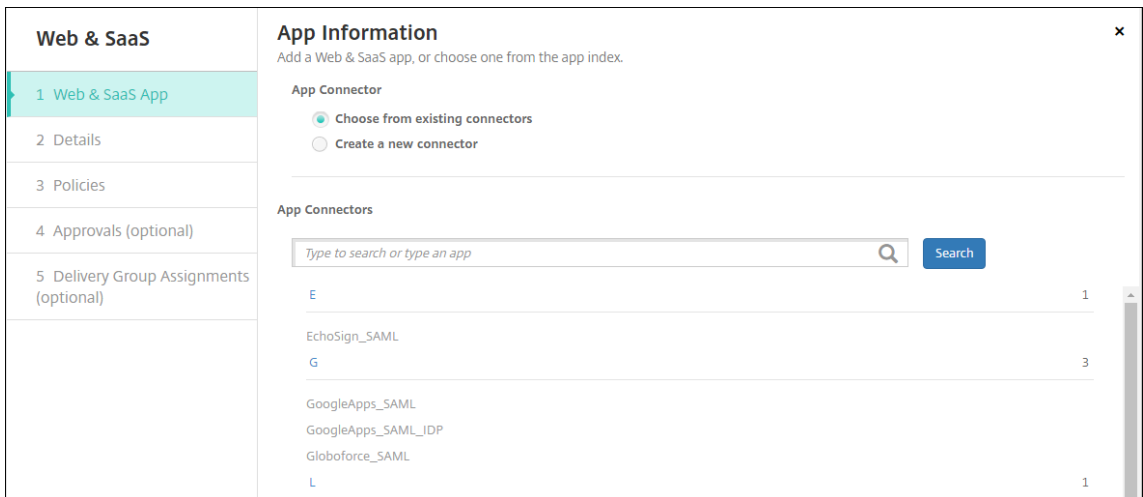 Web & SaaS
1 Web & SaaS App
2 Details
3 Policies
4 Approvals (optional)
5 Delivery Group Assignments
(optional)
App Information
Add a Web & SaaS app, or choose one from the app index.
App Connector
Choose from existing connectors
Create a new connector
App Connectors
Type to search or type an app
Search
E 1
EchoSign_SAML
G 3
GoogleApps_SAML
GoogleApps_SAML_IDP
Globoforce_SAML
L 1